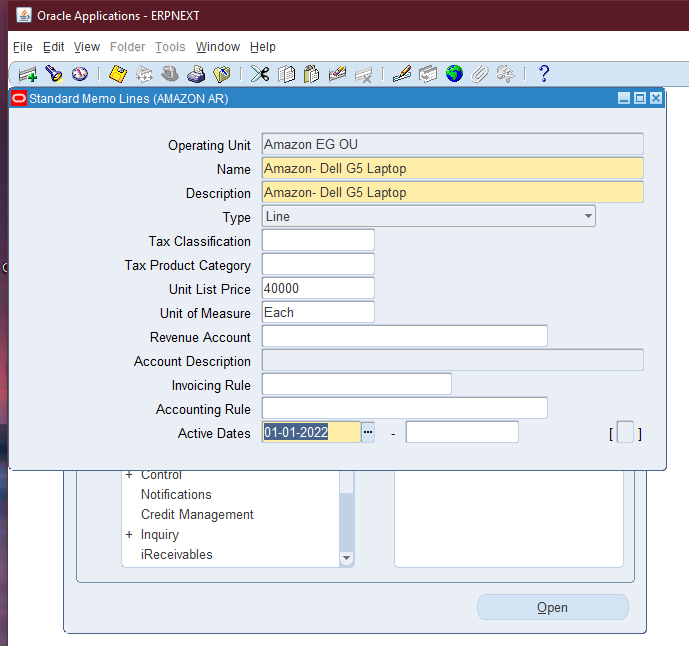 Oracle Applications - ERPNEXT
File Edit View Folder Tools Window Help
?
Standard Memo Lines (AMAZON AR)
Operating Unit Amazon EG OU
Name Amazon- Dell G5 Laptop
Description Amazon- Dell G5 Laptop
Type Line
Tax Classification
Tax Product Category
Unit List Price 40000
Unit of Measure Each
Revenue Account
Account Description
Invoicing Rule
Accounting Rule
Active Dates 01-01-2022 ... - [ ]
+ Control
Notifications
Credit Management
+ Inquiry
iReceivables
Open